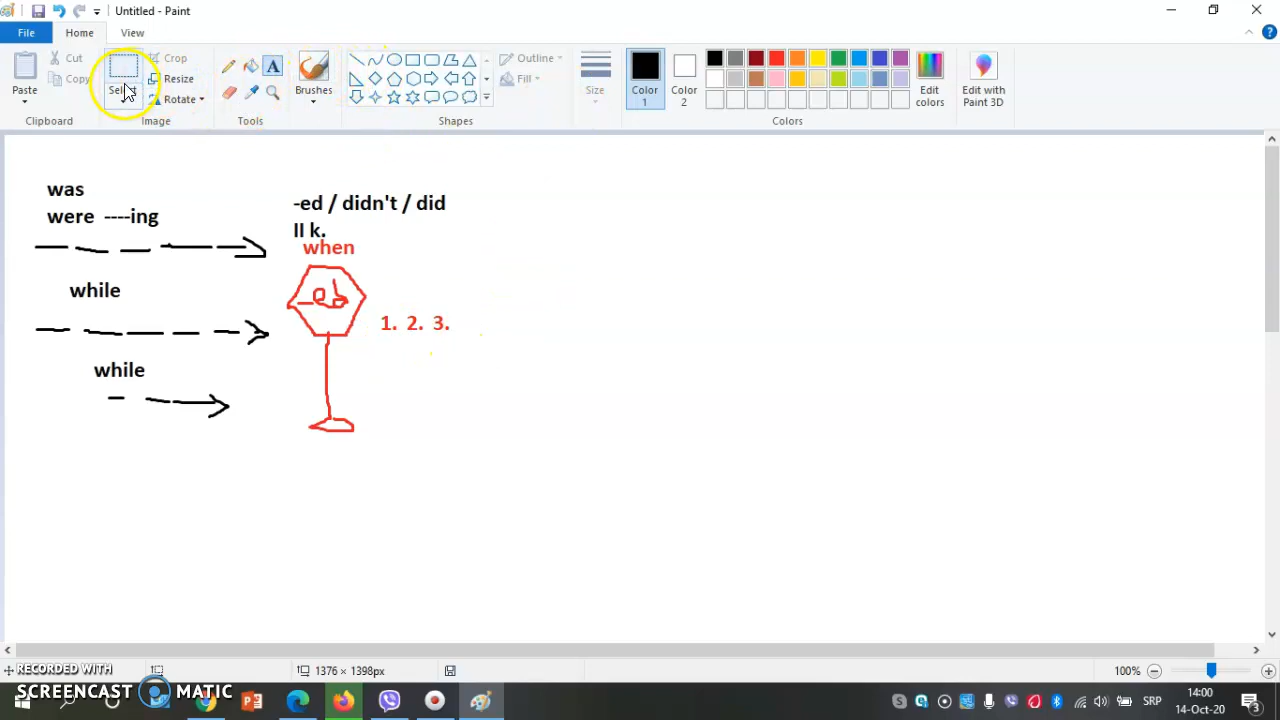 Untitled - Paint
File
Home
View
Paste
Cut
Copy
Clipboard
Select
Crop
Resize
Rotate
Image
Tools
Brushes
Shapes
Outline
Fill
Size
Color 1
Color 2
Edit colors
Edit with Paint 3D
Colors
was
were ----ing
-ed / didn't / did
II k.
when
while
1. 2. 3.
while
1376 × 1398px
100%
RECORDED WITH
SCREENCAST MATIC
SRP
14:00
14-Oct-20
3